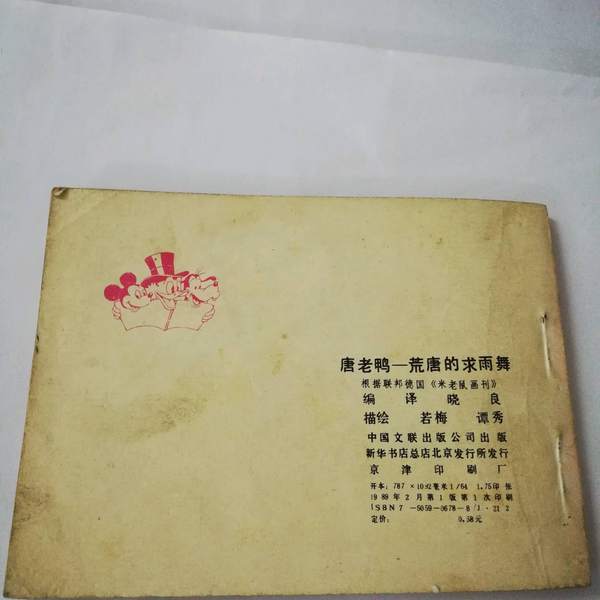 唐老鸭—荒唐的求雨舞
根据联邦德国《米老鼠画刊》
编 译 晓 良
描绘 若梅 谭秀
中国文联出版公司出版
新华书店总店北京发行所发行
京津印刷厂
开本:787×1092毫米1/64 1.75印张
1989年2月第1版第1次印刷
ISBN7-5059-0678-8/J·212
定价: 0.58元